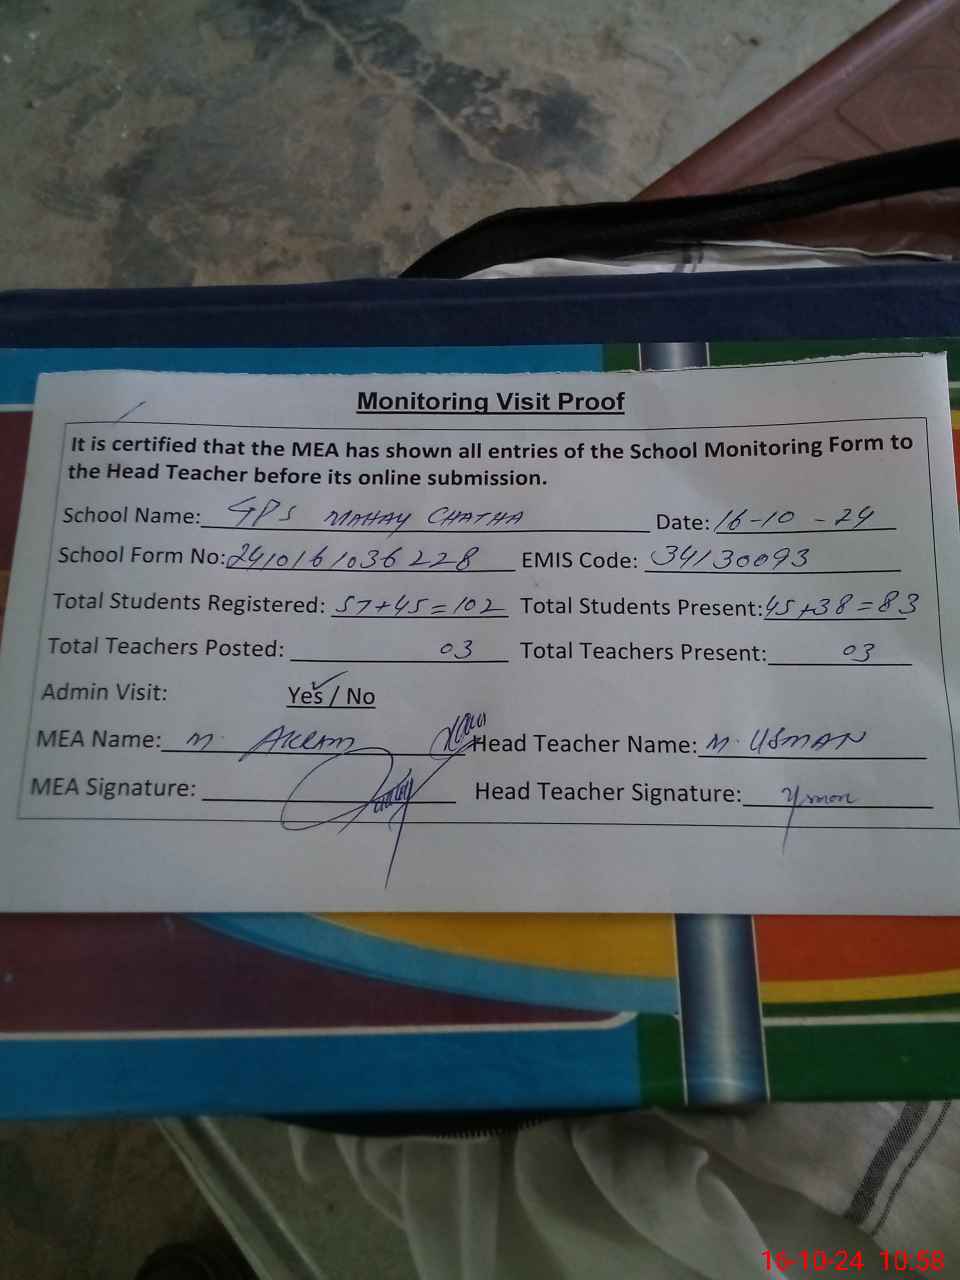 Monitoring Visit Proof
It is certified that the MEA has shown all entries of the School Monitoring Form to
the Head Teacher before its online submission.
School Name: GPS MAHAY CHATHA Date: 16-10-24
School Form No: 2410161036228 EMIS Code: 34130093
Total Students Registered: 57+45=102 Total Students Present: 45+38=83
Total Teachers Posted: 03 Total Teachers Present: 03
Admin Visit: Yes / No
MEA Name: M. AKRAM Head Teacher Name: M. USMAN
MEA Signature: Head Teacher Signature: Usman
16-10-24 10:58